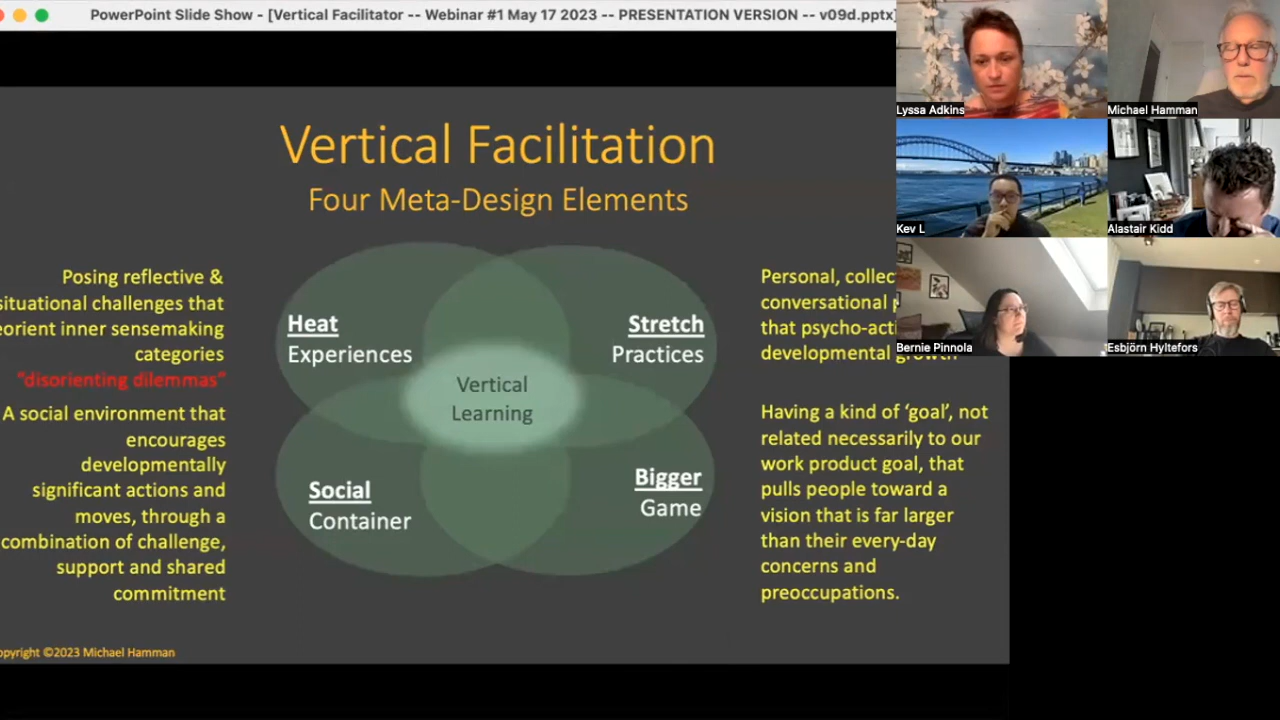 PowerPoint Slide Show - [Vertical Facilitator -- Webinar #1 May 17 2023 -- PRESENTATION VERSION -- v09d.pptx]
Vertical Facilitation
Four Meta-Design Elements
Posing reflective &
situational challenges that
eorient inner sensemaking
categories
"disorienting dilemmas"
A social environment that
encourages
developmentally
significant actions and
moves, through a
combination of challenge,
support and shared
commitment
Heat
Experiences
Stretch
Practices
Vertical
Learning
Social
Container
Bigger
Game
Personal, collec
conversational
that psycho-acti
developmental growth
Having a kind of 'goal', not
related necessarily to our
work product goal, that
pulls people toward a
vision that is far larger
than their every-day
concerns and
preoccupations.
opyright ©2023 Michael Hamman
Lyssa Adkins
Michael Hamman
Kev L
Alastair Kidd
Bernie Pinnola
Esbjörn Hyltefors